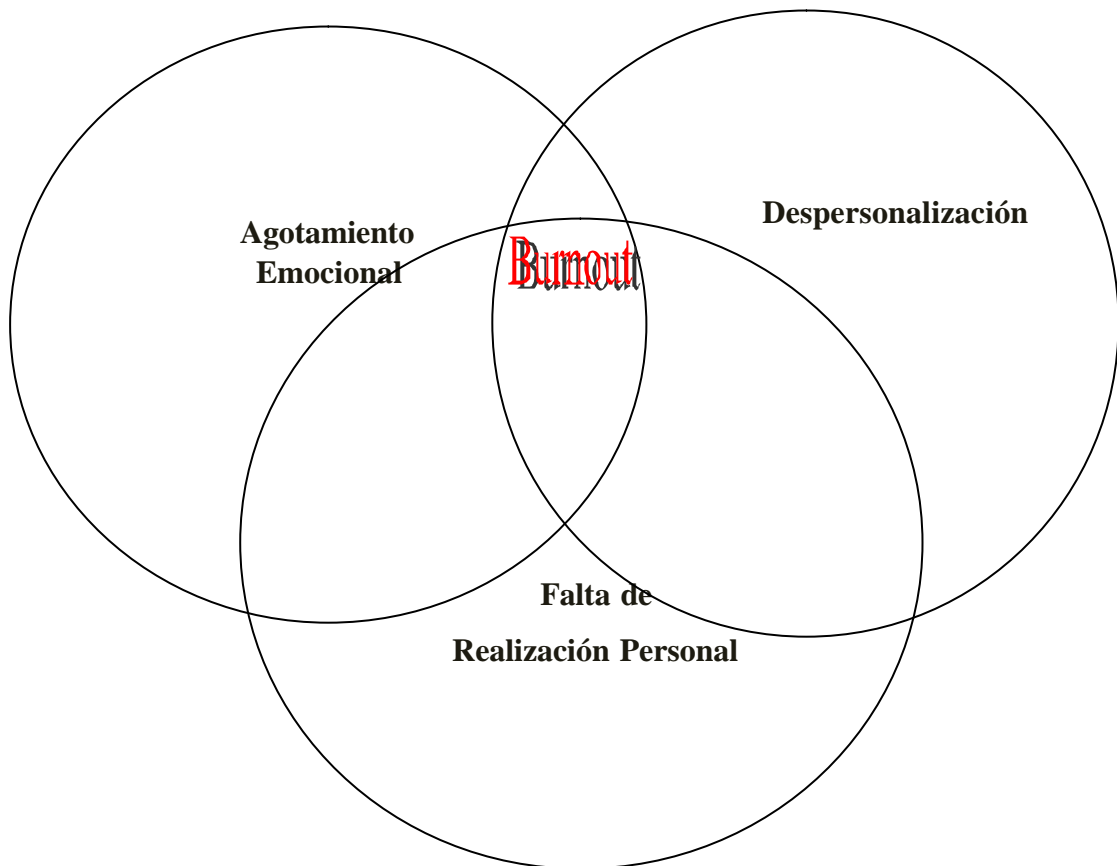 Despersonalización
Agotamiento
Emocional
Burnout
Falta de
Realización Personal